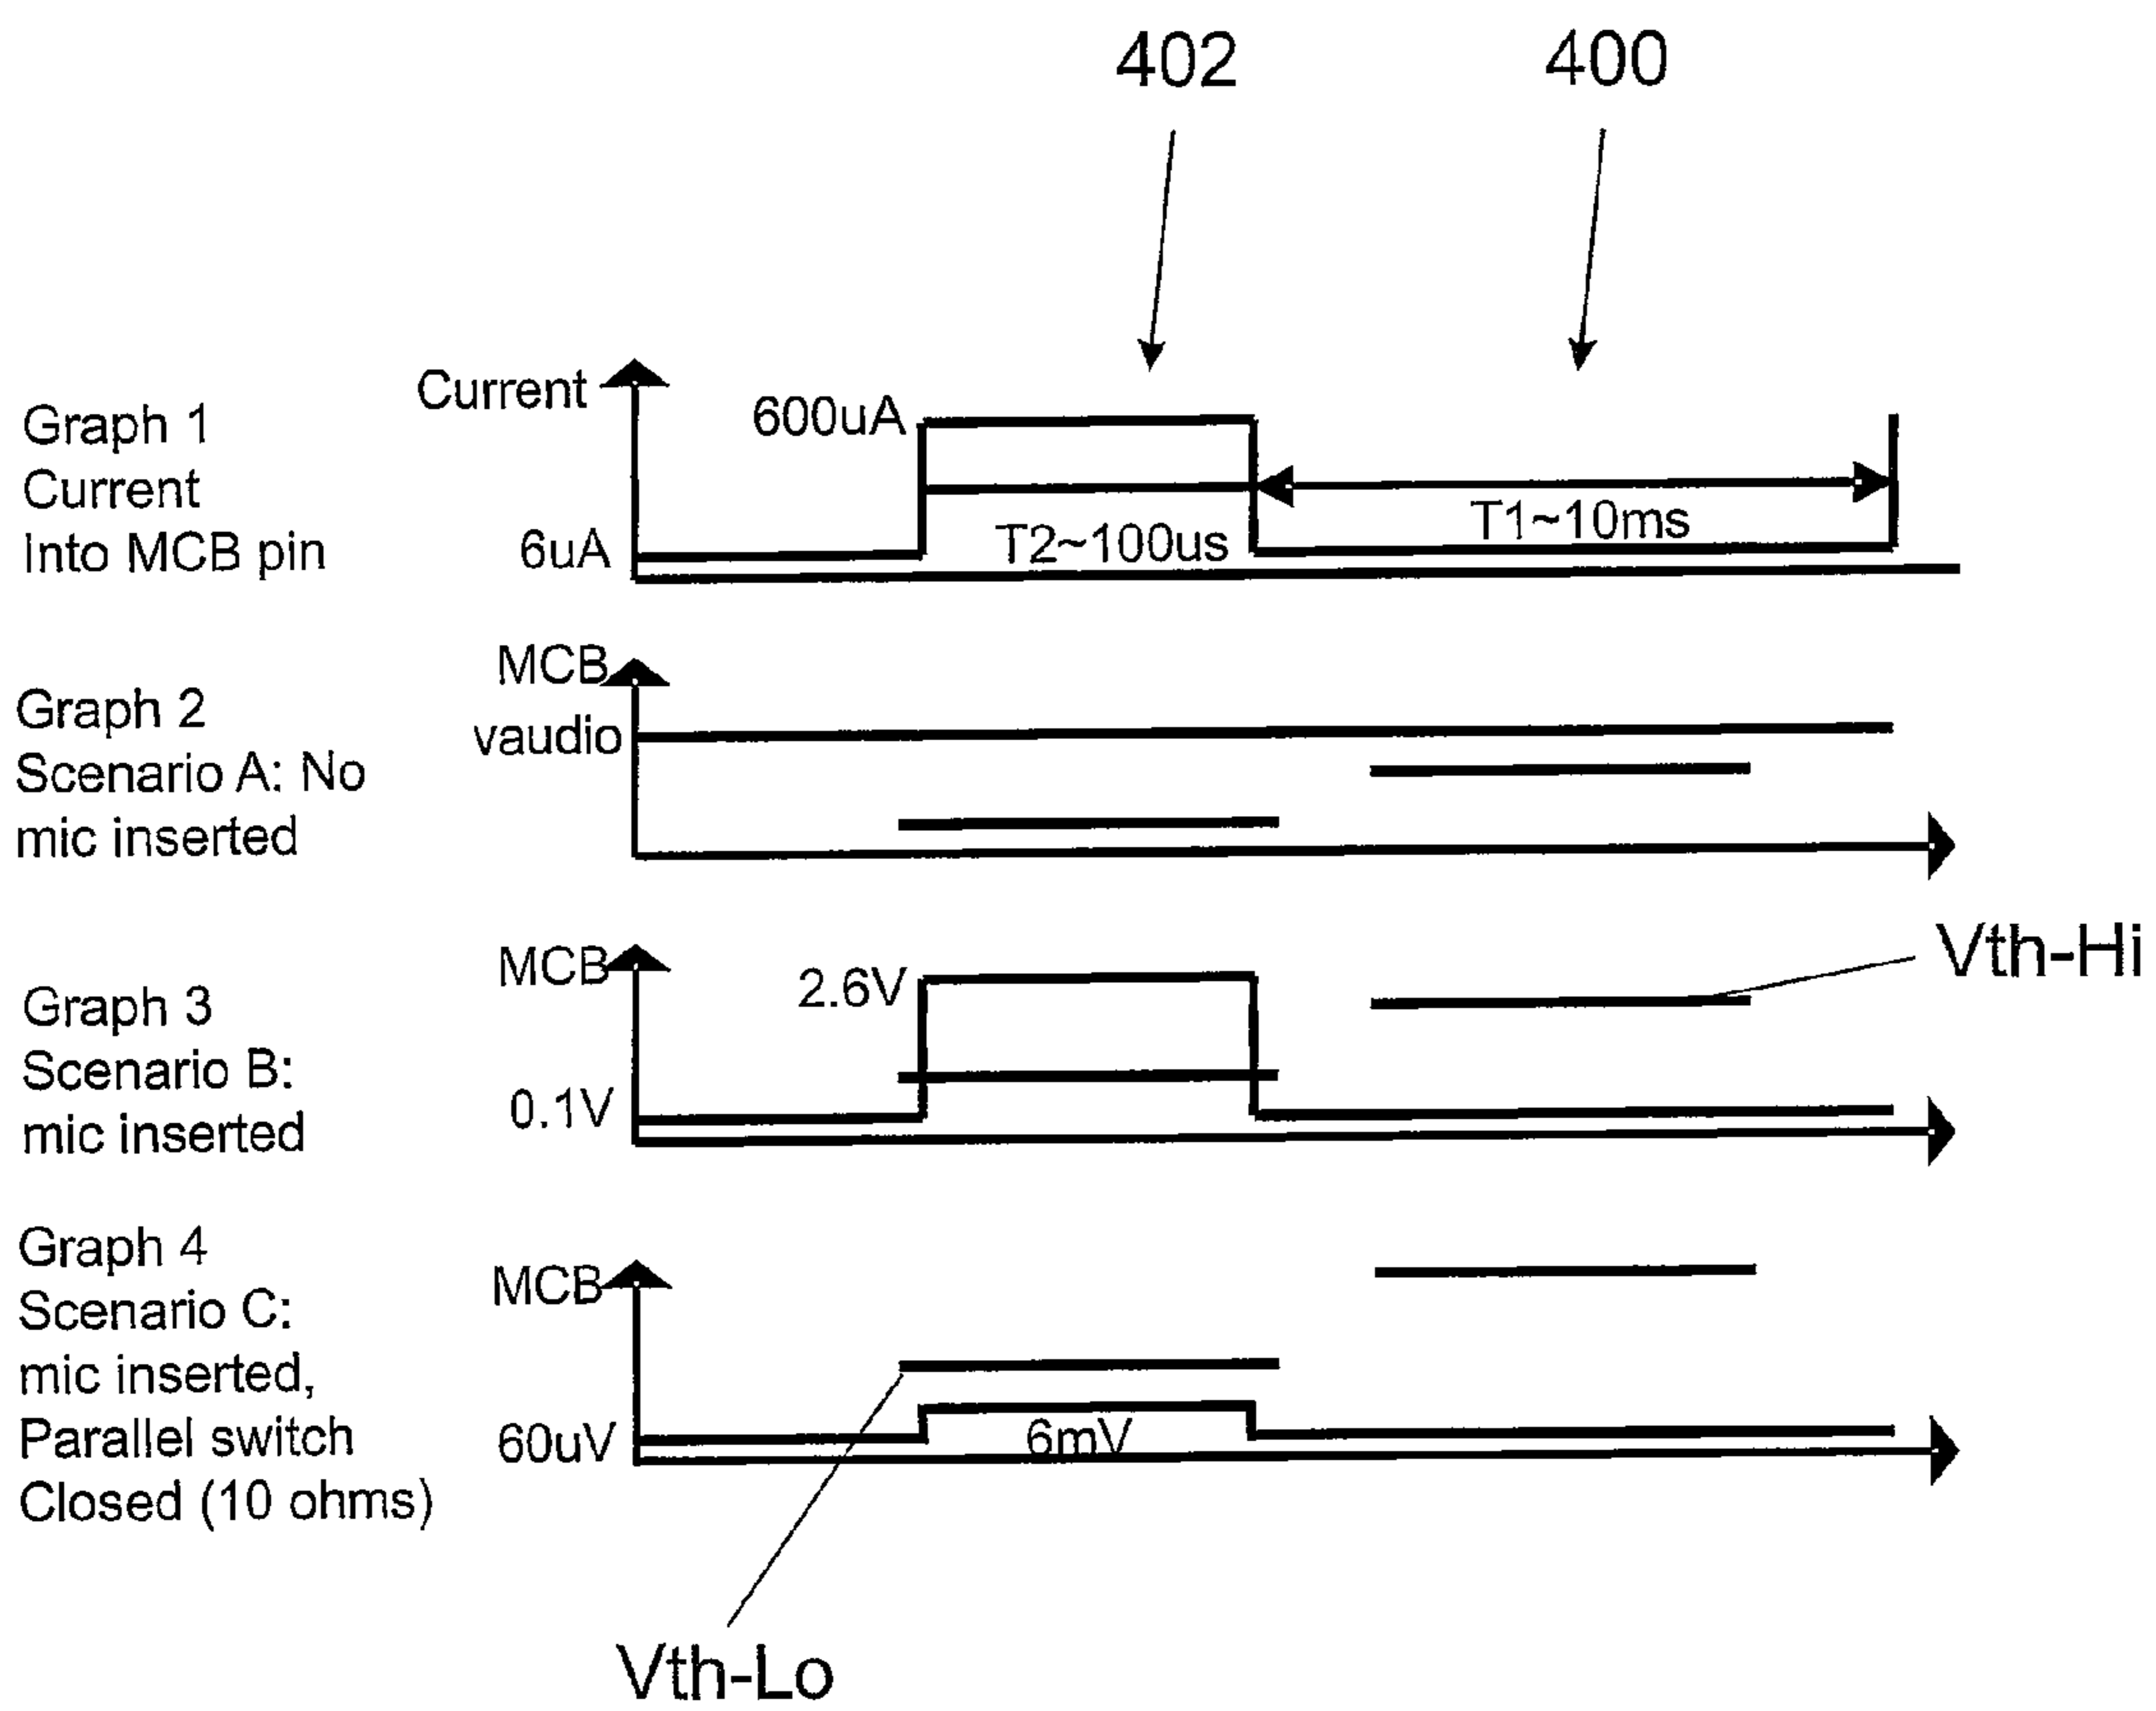 402
400
Graph 1
Current
Into MCB pin
Current
600uA
6uA
T2~100us
T1~10ms
Graph 2
Scenario A: No
mic inserted
MCB
vaudio
Graph 3
Scenario B:
mic inserted
MCB
2.6V
0.1V
Vth-Hi
Graph 4
Scenario C:
mic inserted,
Parallel switch
Closed (10 ohms)
MCB
60uV
6mV
Vth-Lo